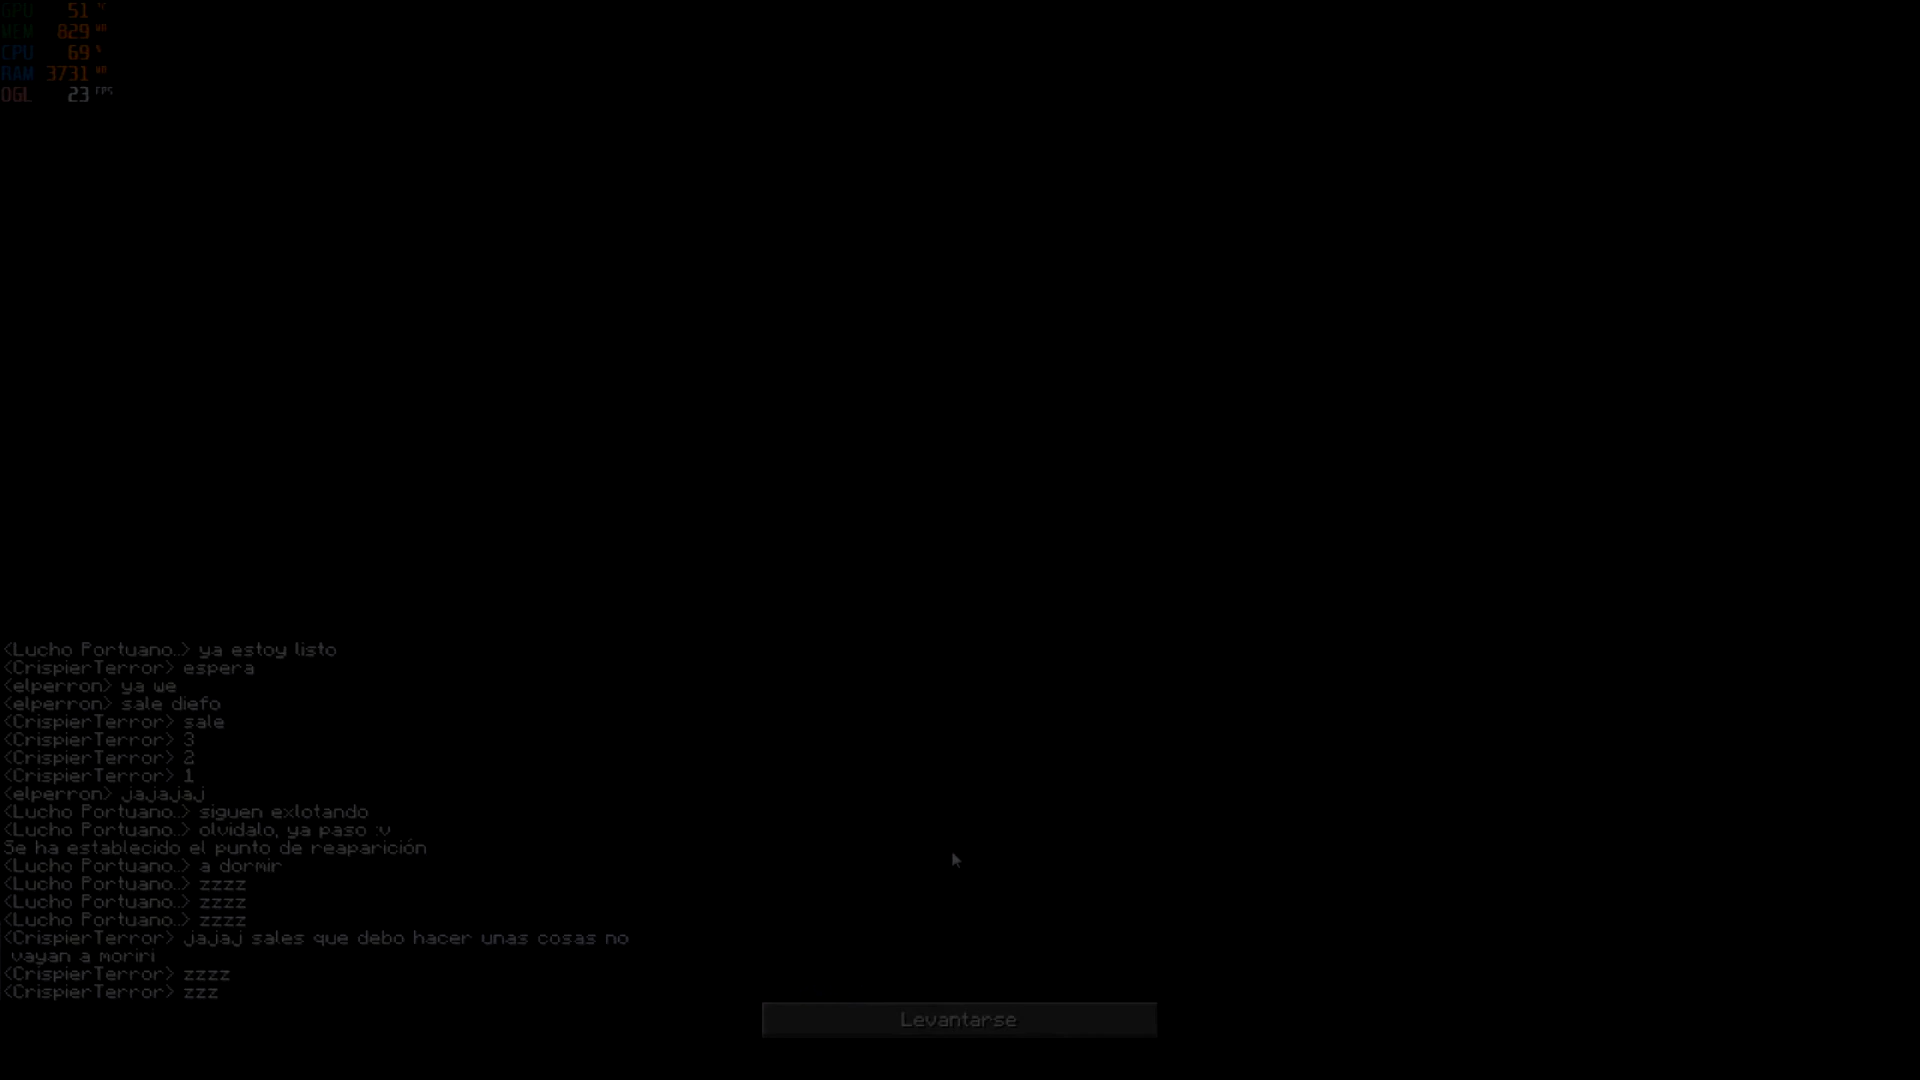 GPU 51 °C
MEM 829 MB
CPU 69 %
RAM 3731 MB
OGL 23 FPS
<Lucho Portuano..> ya estoy listo
<CrispierTerror> espera
<elperron> ya we
<elperron> sale diefo
<CrispierTerror> sale
<CrispierTerror> 3
<CrispierTerror> 2
<CrispierTerror> 1
<elperron> jajajaj
<Lucho Portuano..> siguen exlotando
<Lucho Portuano..> olvidalo, ya paso :v
Se ha establecido el punto de reaparición
<Lucho Portuano..> a dormir
<Lucho Portuano..> zzzz
<Lucho Portuano..> zzzz
<Lucho Portuano..> zzzz
<CrispierTerror> jajaj sales que debo hacer unas cosas no
vayan a moriri
<CrispierTerror> zzzz
<CrispierTerror> zzz
Levantarse